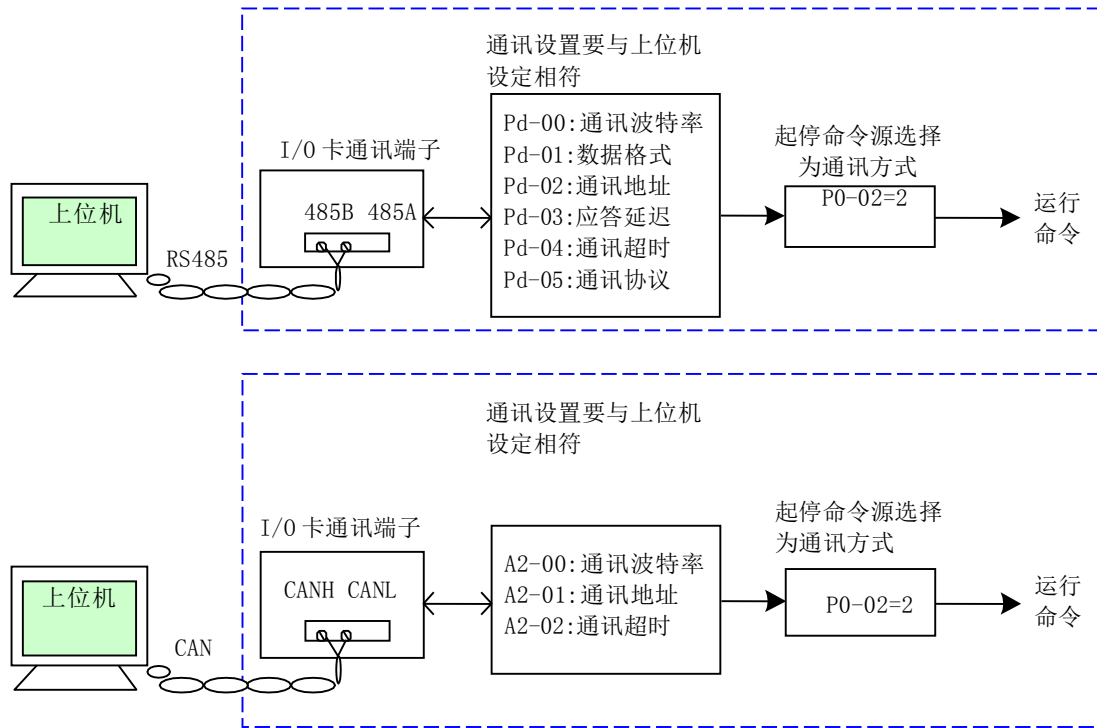 通讯设置要与上位机
设定相符
I/O 卡通讯端子
485B 485A
上位机
RS485
Pd-00:通讯波特率
Pd-01:数据格式
Pd-02:通讯地址
Pd-03:应答延迟
Pd-04:通讯超时
Pd-05:通讯协议
起停命令源选择
为通讯方式
P0-02=2
运行
命令
通讯设置要与上位机
设定相符
I/O 卡通讯端子
CANH CANL
上位机
CAN
A2-00:通讯波特率
A2-01:通讯地址
A2-02:通讯超时
起停命令源选择
为通讯方式
P0-02=2
运行
命令